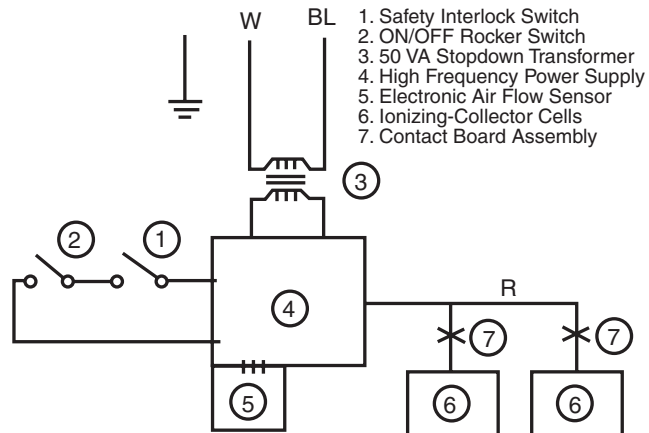 W
BL
1. Safety Interlock Switch
2. ON/OFF Rocker Switch
3. 50 VA Stopdown Transformer
4. High Frequency Power Supply
5. Electronic Air Flow Sensor
6. Ionizing-Collector Cells
7. Contact Board Assembly
3
2
1
4
R
7
7
5
6
6